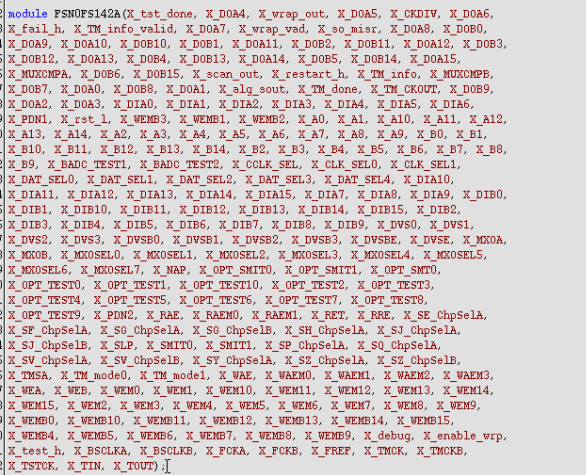 module FSN0FS142A(X_tst_done, X_DOA4, X_wrap_out, X_DOA5, X_CKDIV, X_DOA6,
X_fail_h, X_TM_info_valid, X_DOA7, X_wrap_vad, X_so_misr, X_DOA8, X_DOB0,
X_DOA9, X_DOA10, X_DOB10, X_DOB1, X_DOA11, X_DOB2, X_DOB11, X_DOA12, X_DOB3,
X_DOB12, X_DOA13, X_DOB4, X_DOB13, X_DOA14, X_DOB5, X_DOB14, X_DOA15,
X_MUXCMPA, X_DOB6, X_DOB15, X_scan_out, X_restart_h, X_TM_info, X_MUXCMPB,
X_DOB7, X_DOA0, X_DOB8, X_DOA1, X_alg_sout, X_TM_done, X_TM_CKOUT, X_DOB9,
X_DOA2, X_DOA3, X_DIA0, X_DIA1, X_DIA2, X_DIA3, X_DIA4, X_DIA5, X_DIA6,
X_PDN1, X_rst_l, X_WEMB3, X_WEMB1, X_WEMB2, X_A0, X_A1, X_A10, X_A11, X_A12,
X_A13, X_A14, X_A2, X_A3, X_A4, X_A5, X_A6, X_A7, X_A8, X_A9, X_B0, X_B1,
X_B10, X_B11, X_B12, X_B13, X_B14, X_B2, X_B3, X_B4, X_B5, X_B6, X_B7, X_B8,
X_B9, X_BADC_TEST1, X_BADC_TEST2, X_CCLK_SEL, X_CLK_SEL0, X_CLK_SEL1,
X_DAT_SEL0, X_DAT_SEL1, X_DAT_SEL2, X_DAT_SEL3, X_DAT_SEL4, X_DIA10,
X_DIA11, X_DIA12, X_DIA13, X_DIA14, X_DIA15, X_DIA7, X_DIA8, X_DIA9, X_DIB0,
X_DIB1, X_DIB10, X_DIB11, X_DIB12, X_DIB13, X_DIB14, X_DIB15, X_DIB2,
X_DIB3, X_DIB4, X_DIB5, X_DIB6, X_DIB7, X_DIB8, X_DIB9, X_DVS0, X_DVS1,
X_DVS2, X_DVS3, X_DVSB0, X_DVSB1, X_DVSB2, X_DVSB3, X_DVSBE, X_DVSE, X_MX0A,
X_MX0B, X_MX0SEL0, X_MX0SEL1, X_MX0SEL2, X_MX0SEL3, X_MX0SEL4, X_MX0SEL5,
X_MX0SEL6, X_MX0SEL7, X_NAP, X_OPT_SMIT0, X_OPT_SMIT1, X_OPT_SMT0,
X_OPT_TEST0, X_OPT_TEST1, X_OPT_TEST10, X_OPT_TEST2, X_OPT_TEST3,
X_OPT_TEST4, X_OPT_TEST5, X_OPT_TEST6, X_OPT_TEST7, X_OPT_TEST8,
X_OPT_TEST9, X_PDN2, X_RAE, X_RAEM0, X_RAEM1, X_RET, X_RRE, X_SE_ChpSelA,
X_SF_ChpSelA, X_SG_ChpSelA, X_SG_ChpSelB, X_SH_ChpSelA, X_SJ_ChpSelA,
X_SJ_ChpSelB, X_SLP, X_SMIT0, X_SMIT1, X_SP_ChpSelA, X_SQ_ChpSelA,
X_SV_ChpSelA, X_SV_ChpSelB, X_SY_ChpSelA, X_SZ_ChpSelA, X_SZ_ChpSelB,
X_TMSA, X_TM_mode0, X_TM_mode1, X_WAE, X_WAEM0, X_WAEM1, X_WAEM2, X_WAEM3,
X_WEA, X_WEB, X_WEM0, X_WEM1, X_WEM10, X_WEM11, X_WEM12, X_WEM13, X_WEM14,
X_WEM15, X_WEM2, X_WEM3, X_WEM4, X_WEM5, X_WEM6, X_WEM7, X_WEM8, X_WEM9,
X_WEMB0, X_WEMB10, X_WEMB11, X_WEMB12, X_WEMB13, X_WEMB14, X_WEMB15,
X_WEMB4, X_WEMB5, X_WEMB6, X_WEMB7, X_WEMB8, X_WEMB9, X_debug, X_enable_wrp,
X_test_h, X_BSCLKA, X_BSCLKB, X_FCKA, X_FCKB, X_FREF, X_TMCK, X_TMCKB,
X_TSTCK, X_TIN, X_TOUT);